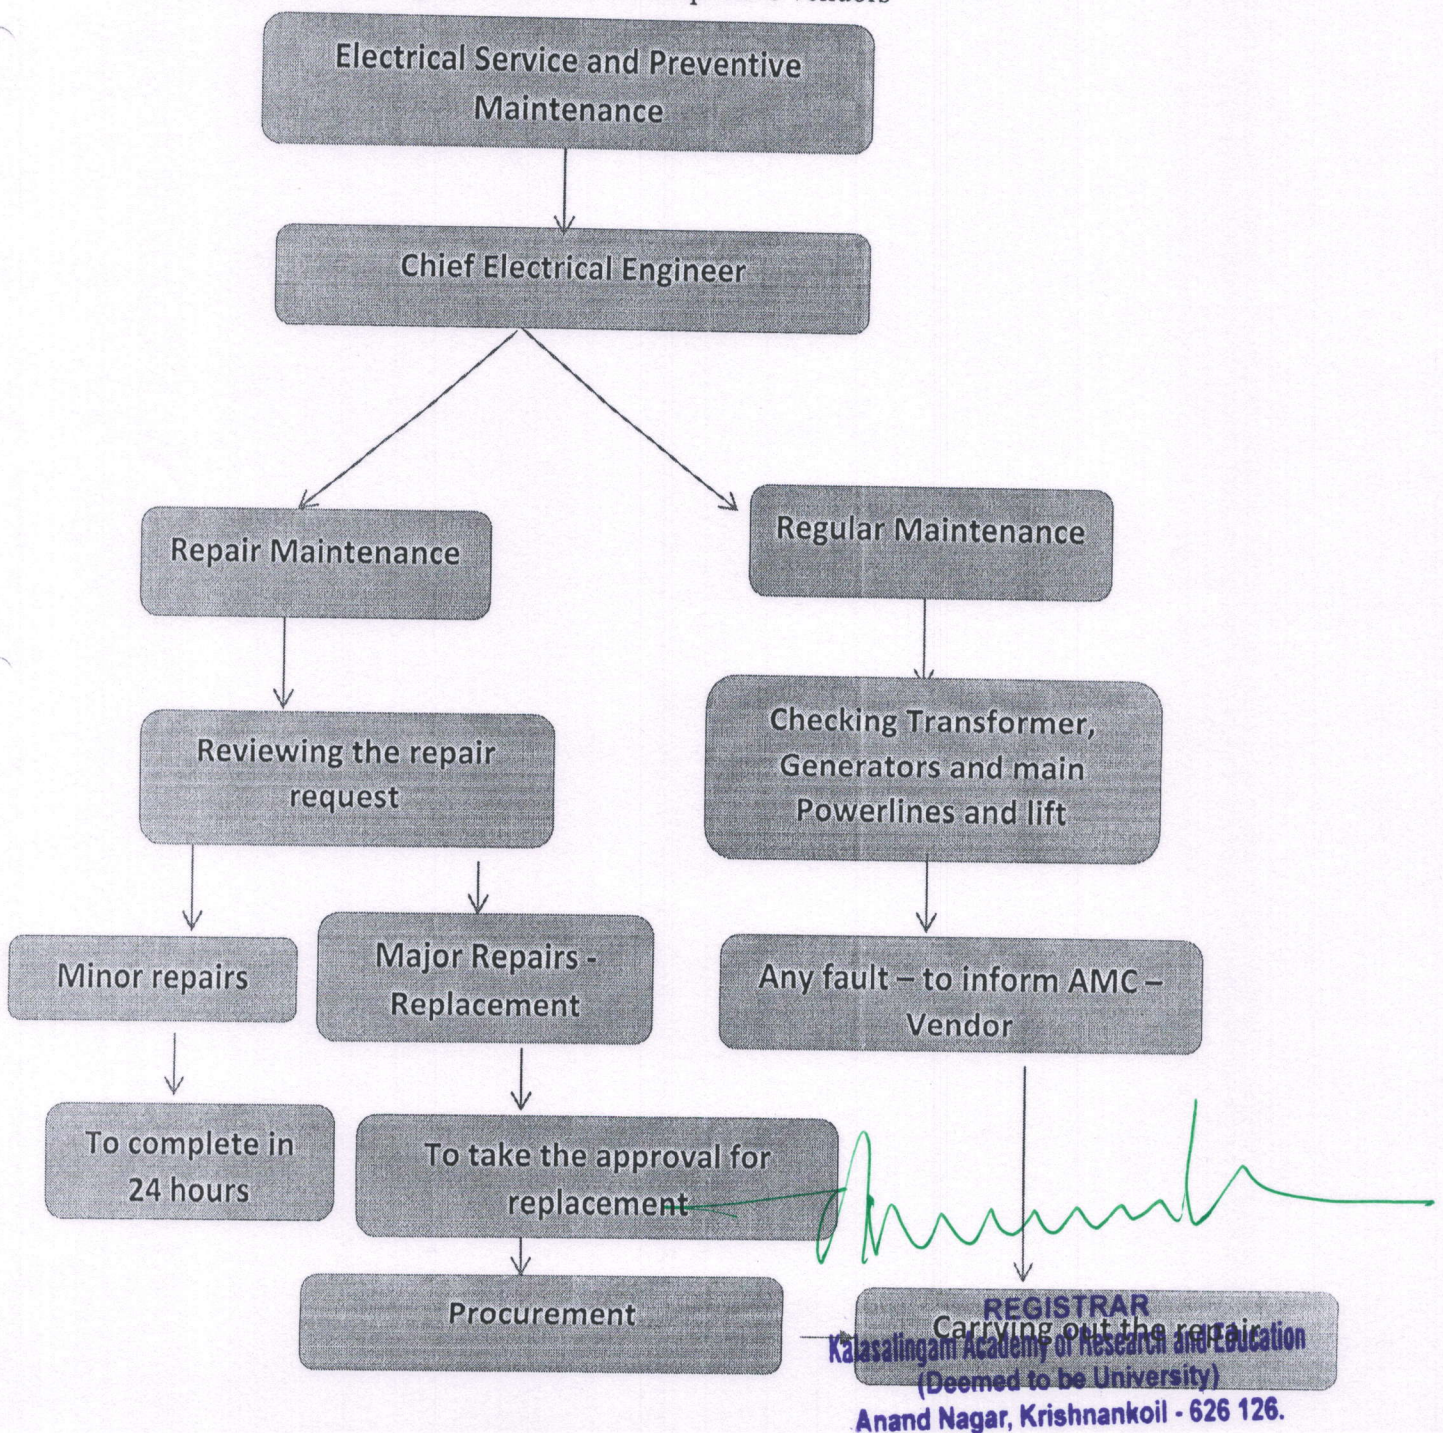 Vendors
Electrical Service and Preventive
Maintenance
Chief Electrical Engineer
Repair Maintenance
Regular Maintenance
Reviewing the repair
request
Checking Transformer,
Generators and main
Powerlines and lift
Minor repairs
Major Repairs -
Replacement
Any fault – to inform AMC –
Vendor
To complete in
24 hours
To take the approval for
replacement
Procurement
Carrying out the repair
REGISTRAR
Kalasalingam Academy of Research and Education
(Deemed to be University)
Anand Nagar, Krishnankoil - 626 126.